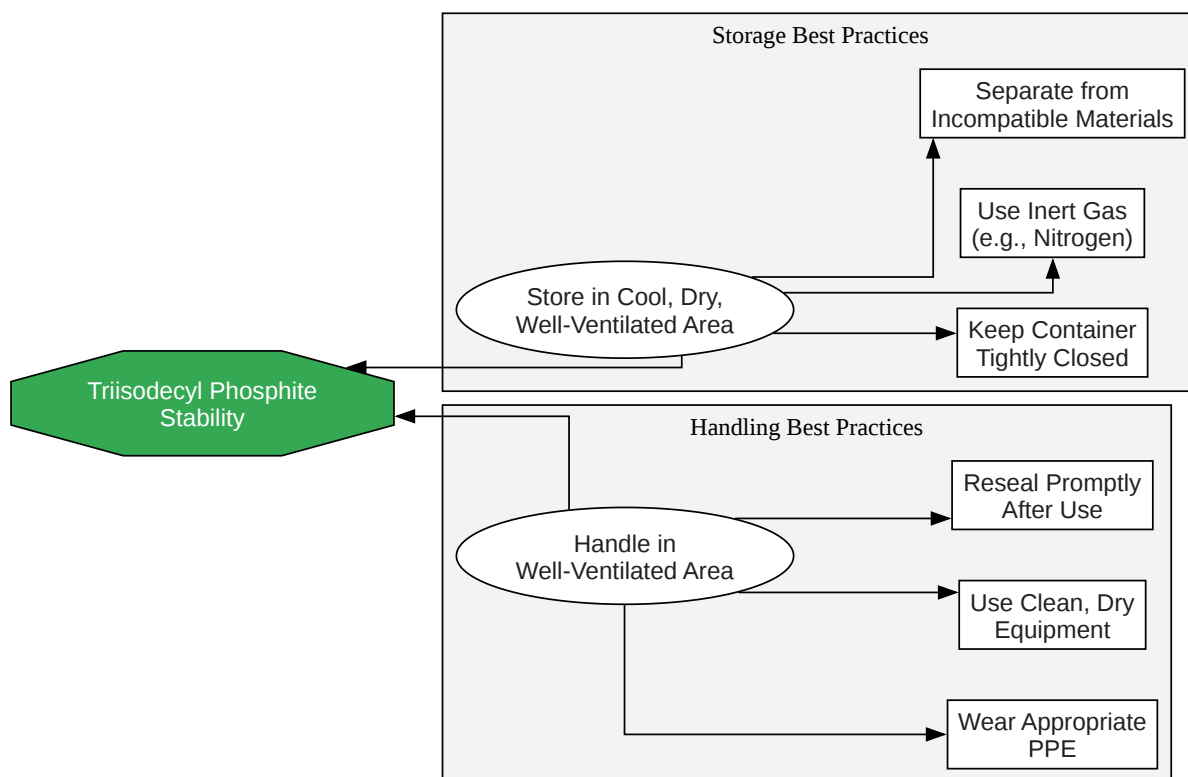 Storage Best Practices
Separate from
Incompatible Materials
Use Inert Gas
(e.g., Nitrogen)
Store in Cool, Dry,
Well-Ventilated Area
Keep Container
Tightly Closed
Triisodecyl Phosphite
Stability
Handling Best Practices
Reseal Promptly
After Use
Handle in
Well-Ventilated Area
Use Clean, Dry
Equipment
Wear Appropriate
PPE